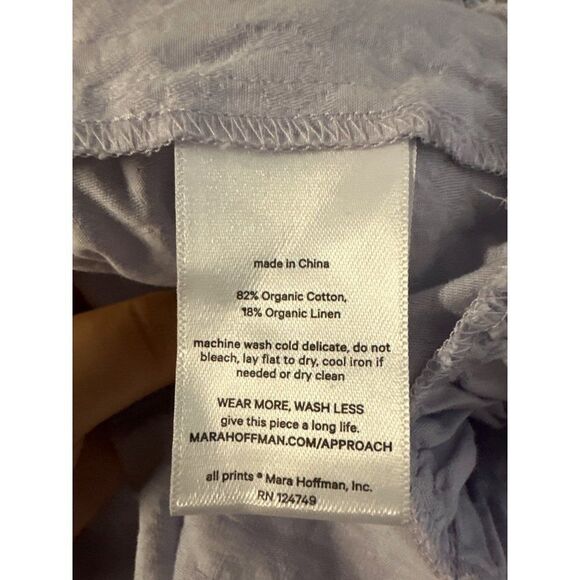 made in China
82% Organic Cotton,
18% Organic Linen
machine wash cold delicate, do not
bleach, lay flat to dry, cool iron if
needed or dry clean
WEAR MORE, WASH LESS
give this piece a long life.
MARAHOFFMAN.COM/APPROACH
all prints ® Mara Hoffman, Inc.
RN 124749